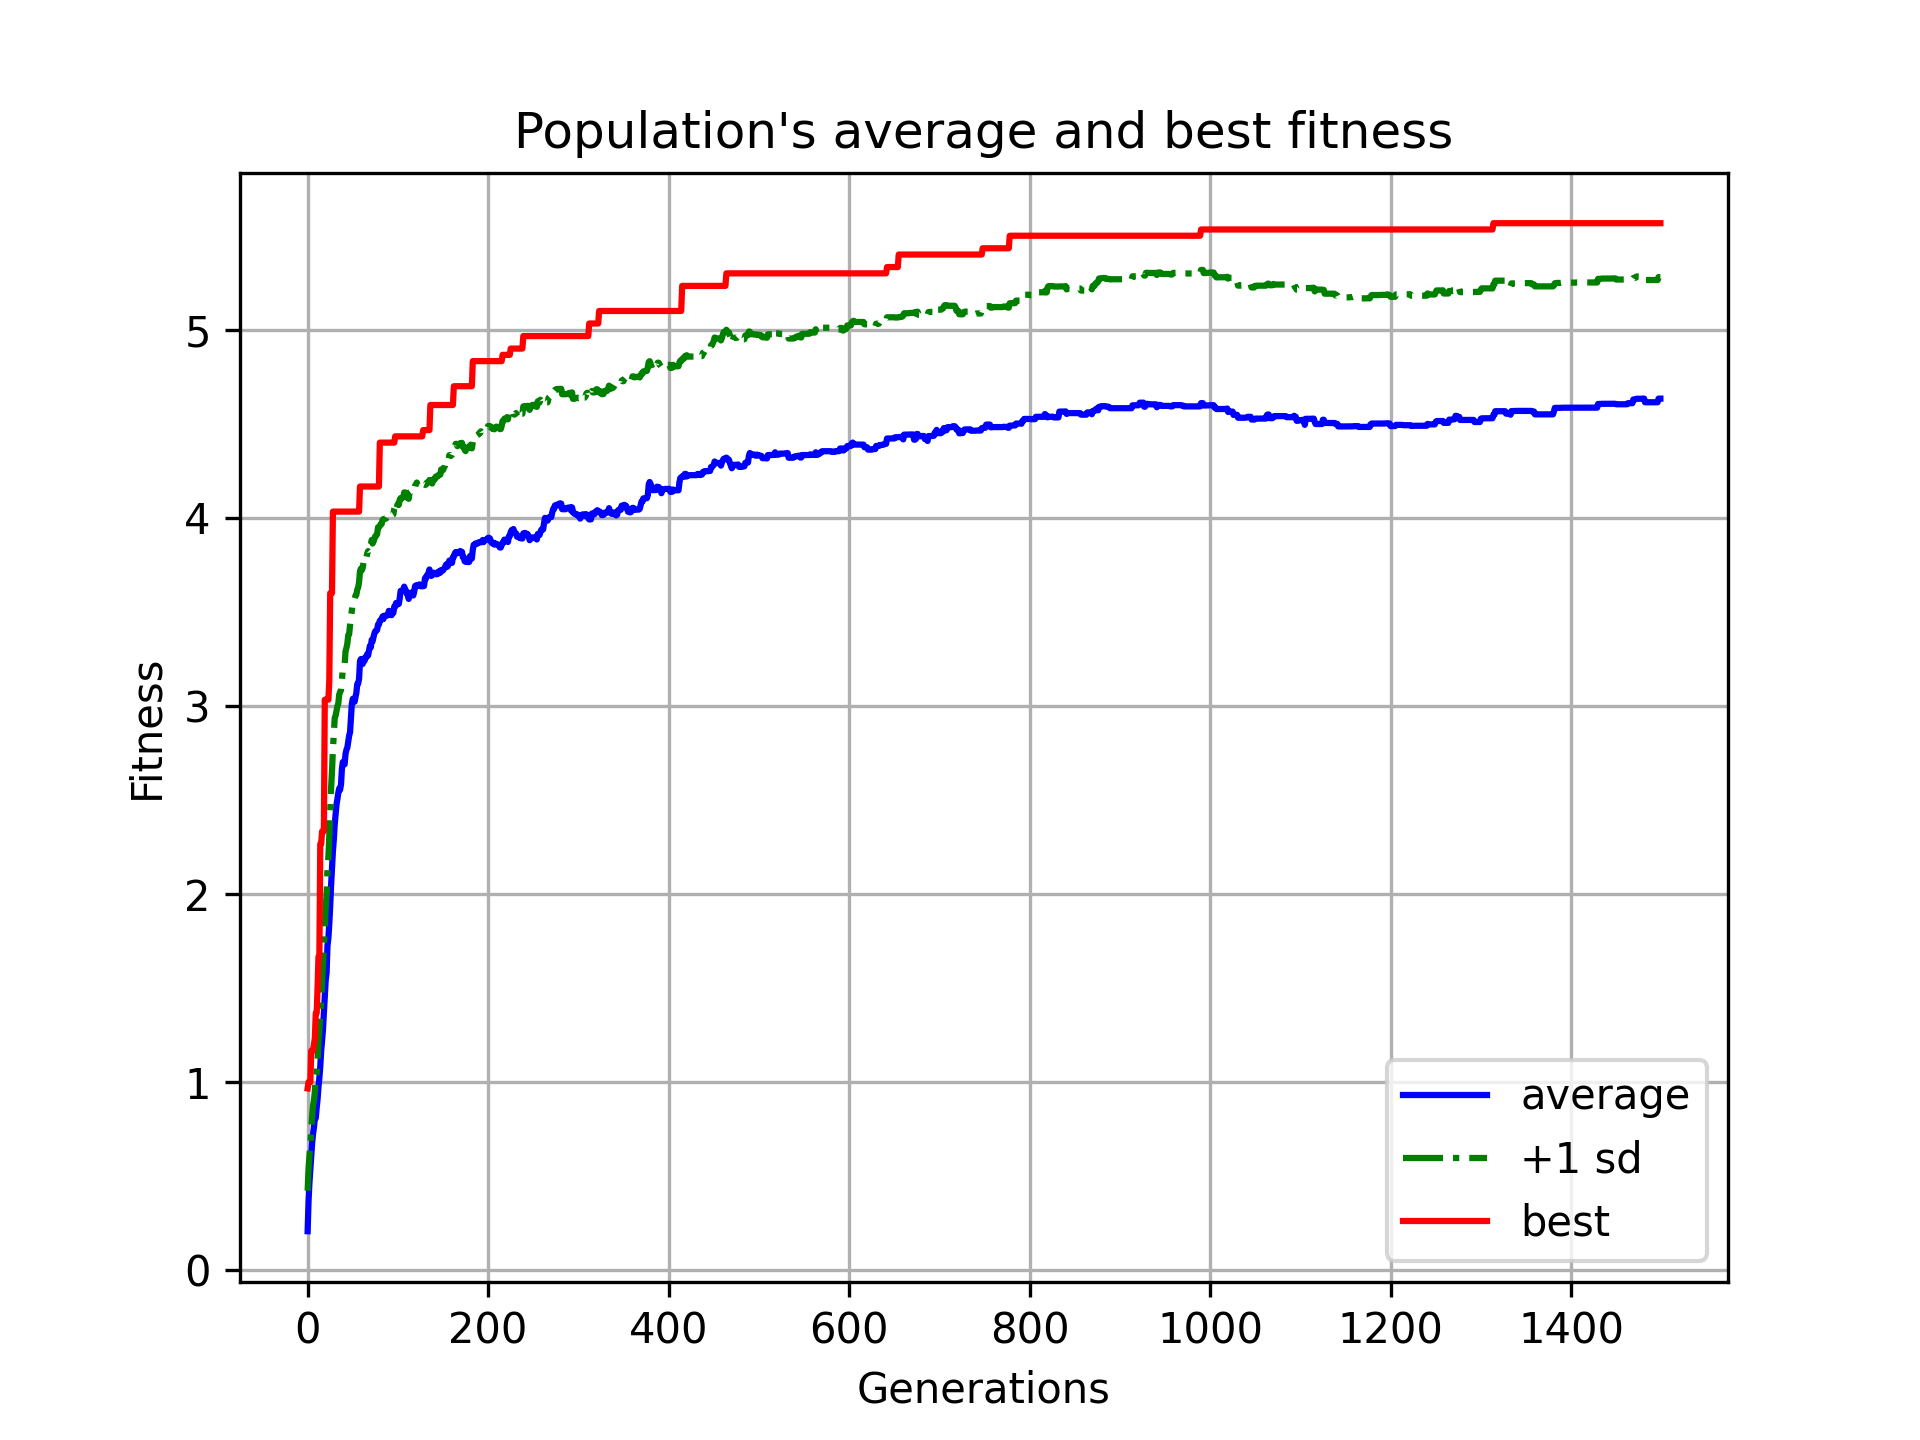 Population's average and best fitness
Fitness
5
4
3
2
1
0
average
+1 sd
best
0 200 400 600 800 1000 1200 1400
Generations